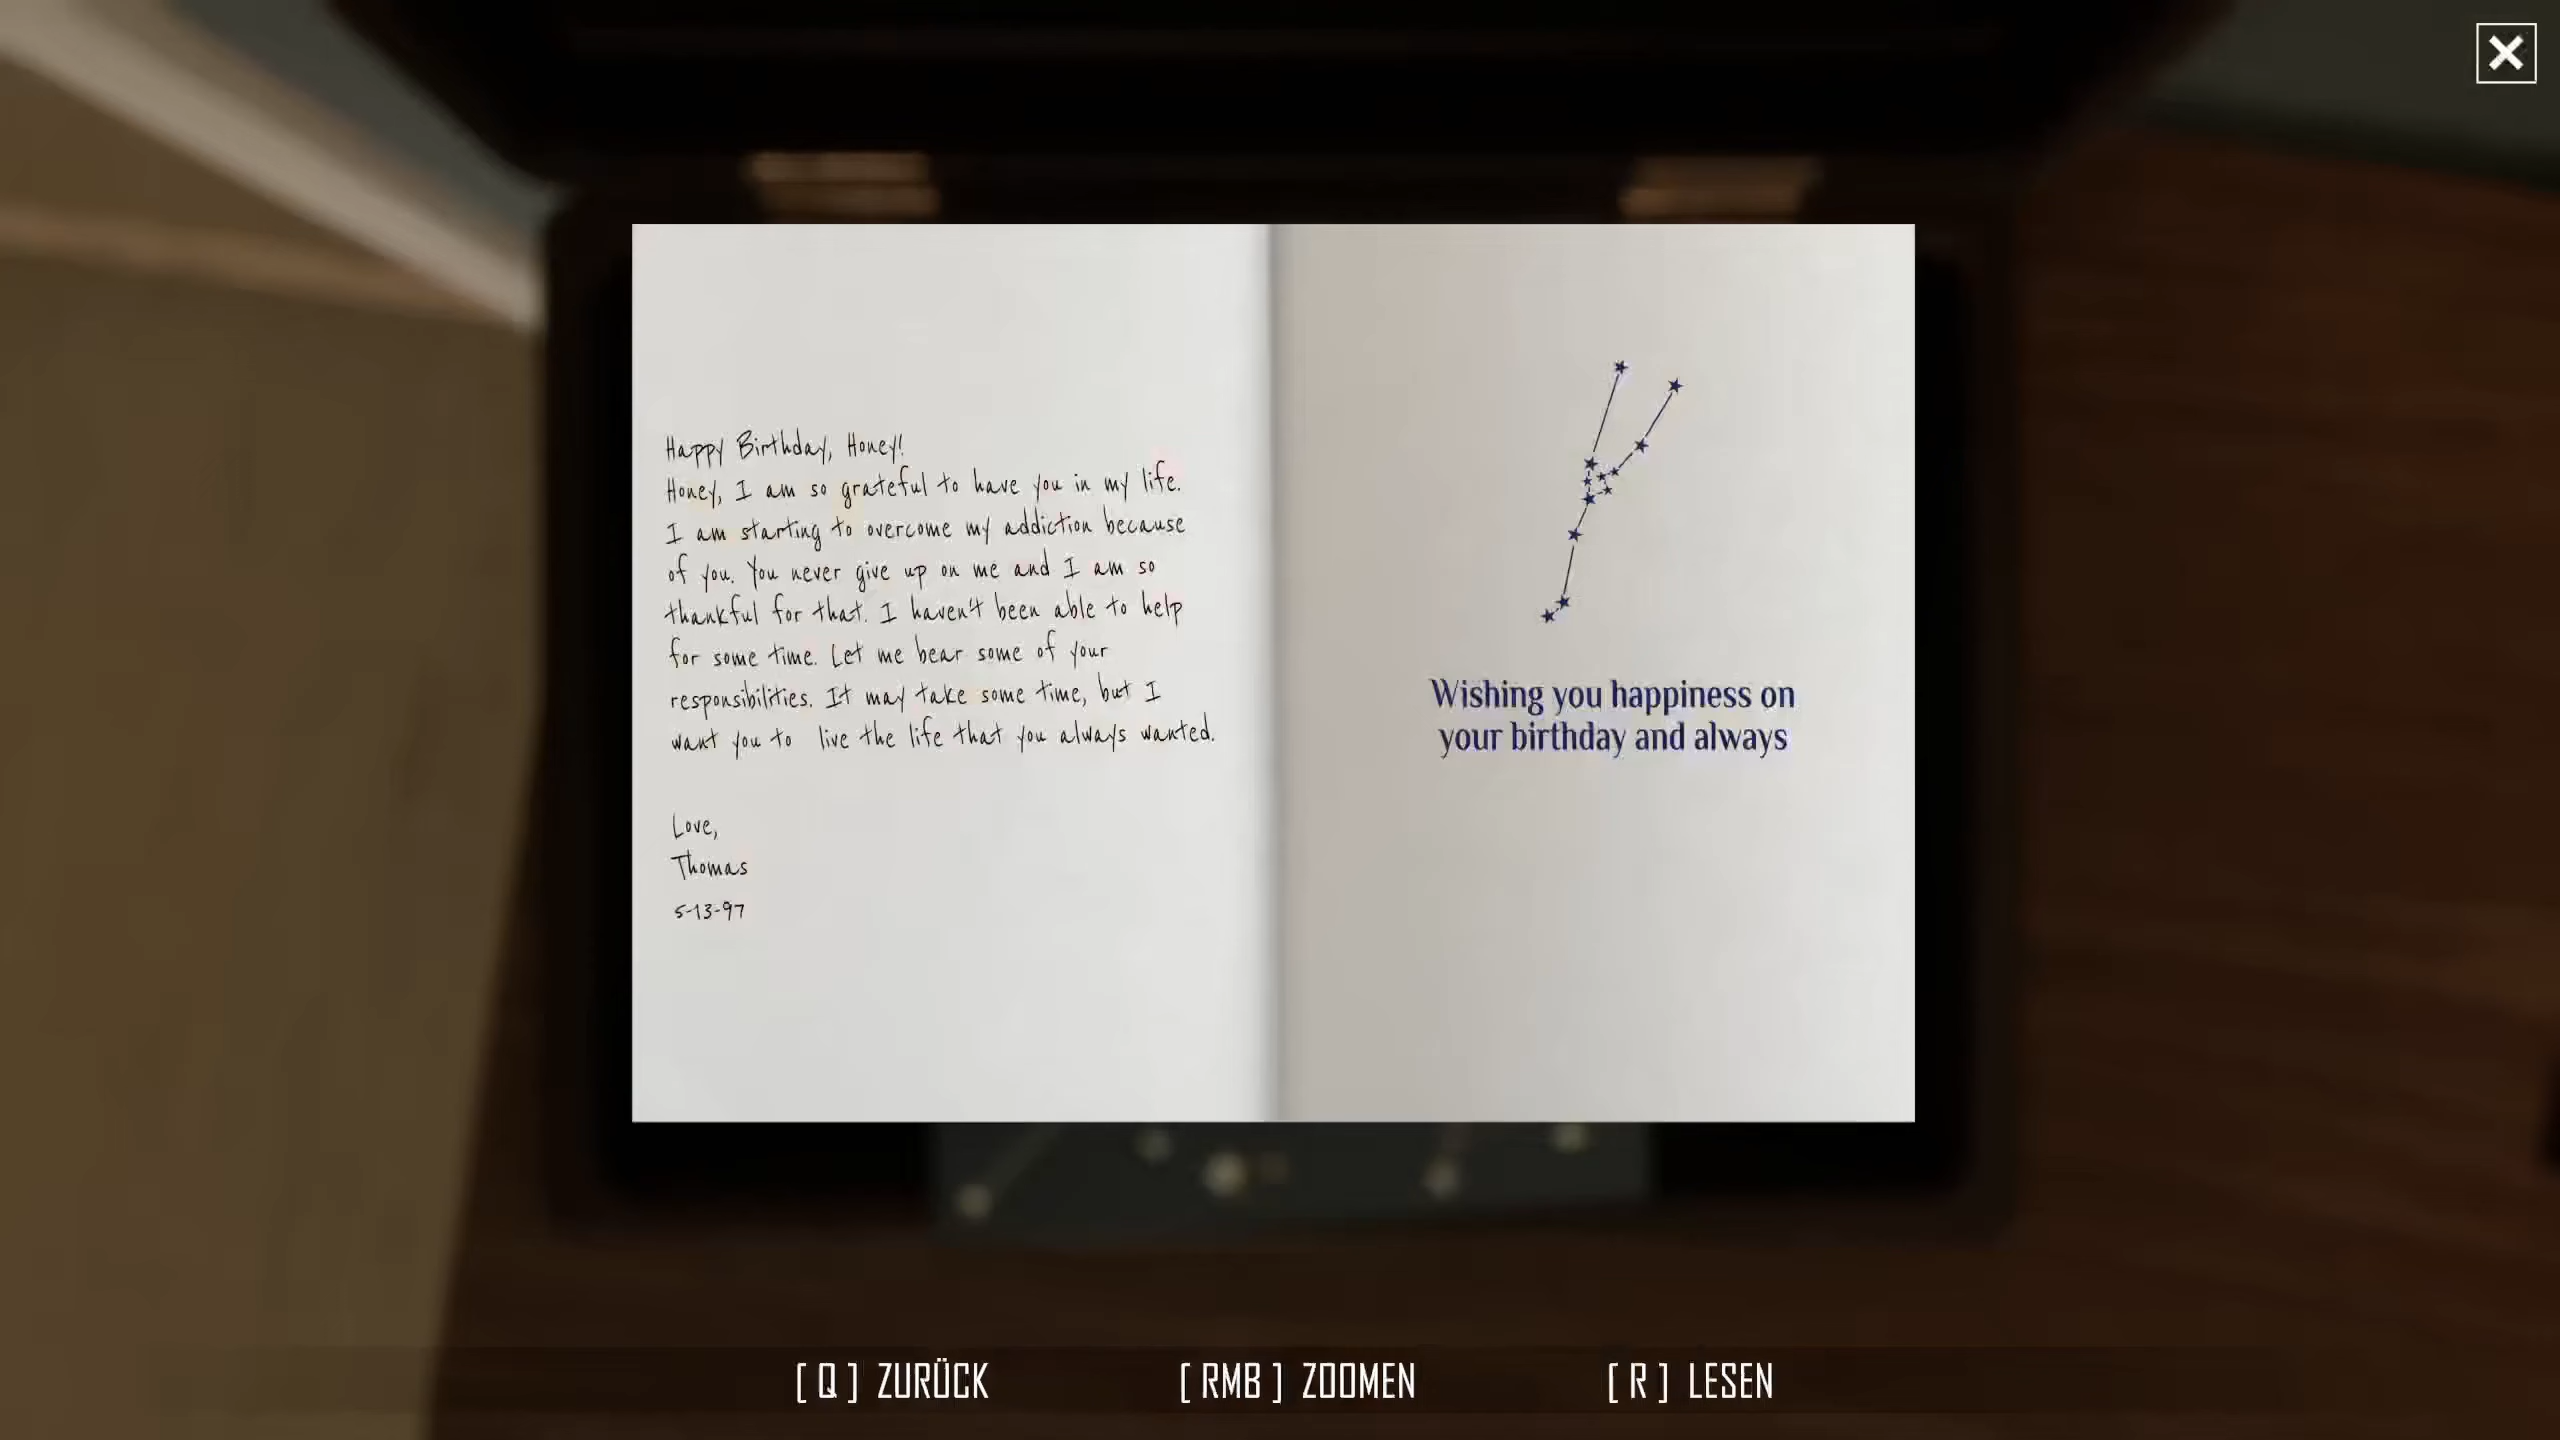 Happy Birthday, Honey!
Honey, I am so grateful to have you in my life.
I am starting to overcome my addiction because
of you. You never give up on me and I am so
thankful for that. I haven't been able to help
for some time. Let me bear some of your
responsibilities. It may take some time, but I
want you to live the life that you always wanted.
Love,
Thomas
5-13-97
Wishing you happiness on
your birthday and always
[ Q ] ZURÜCK
[ RMB ] ZOOMEN
[ R ] LESEN